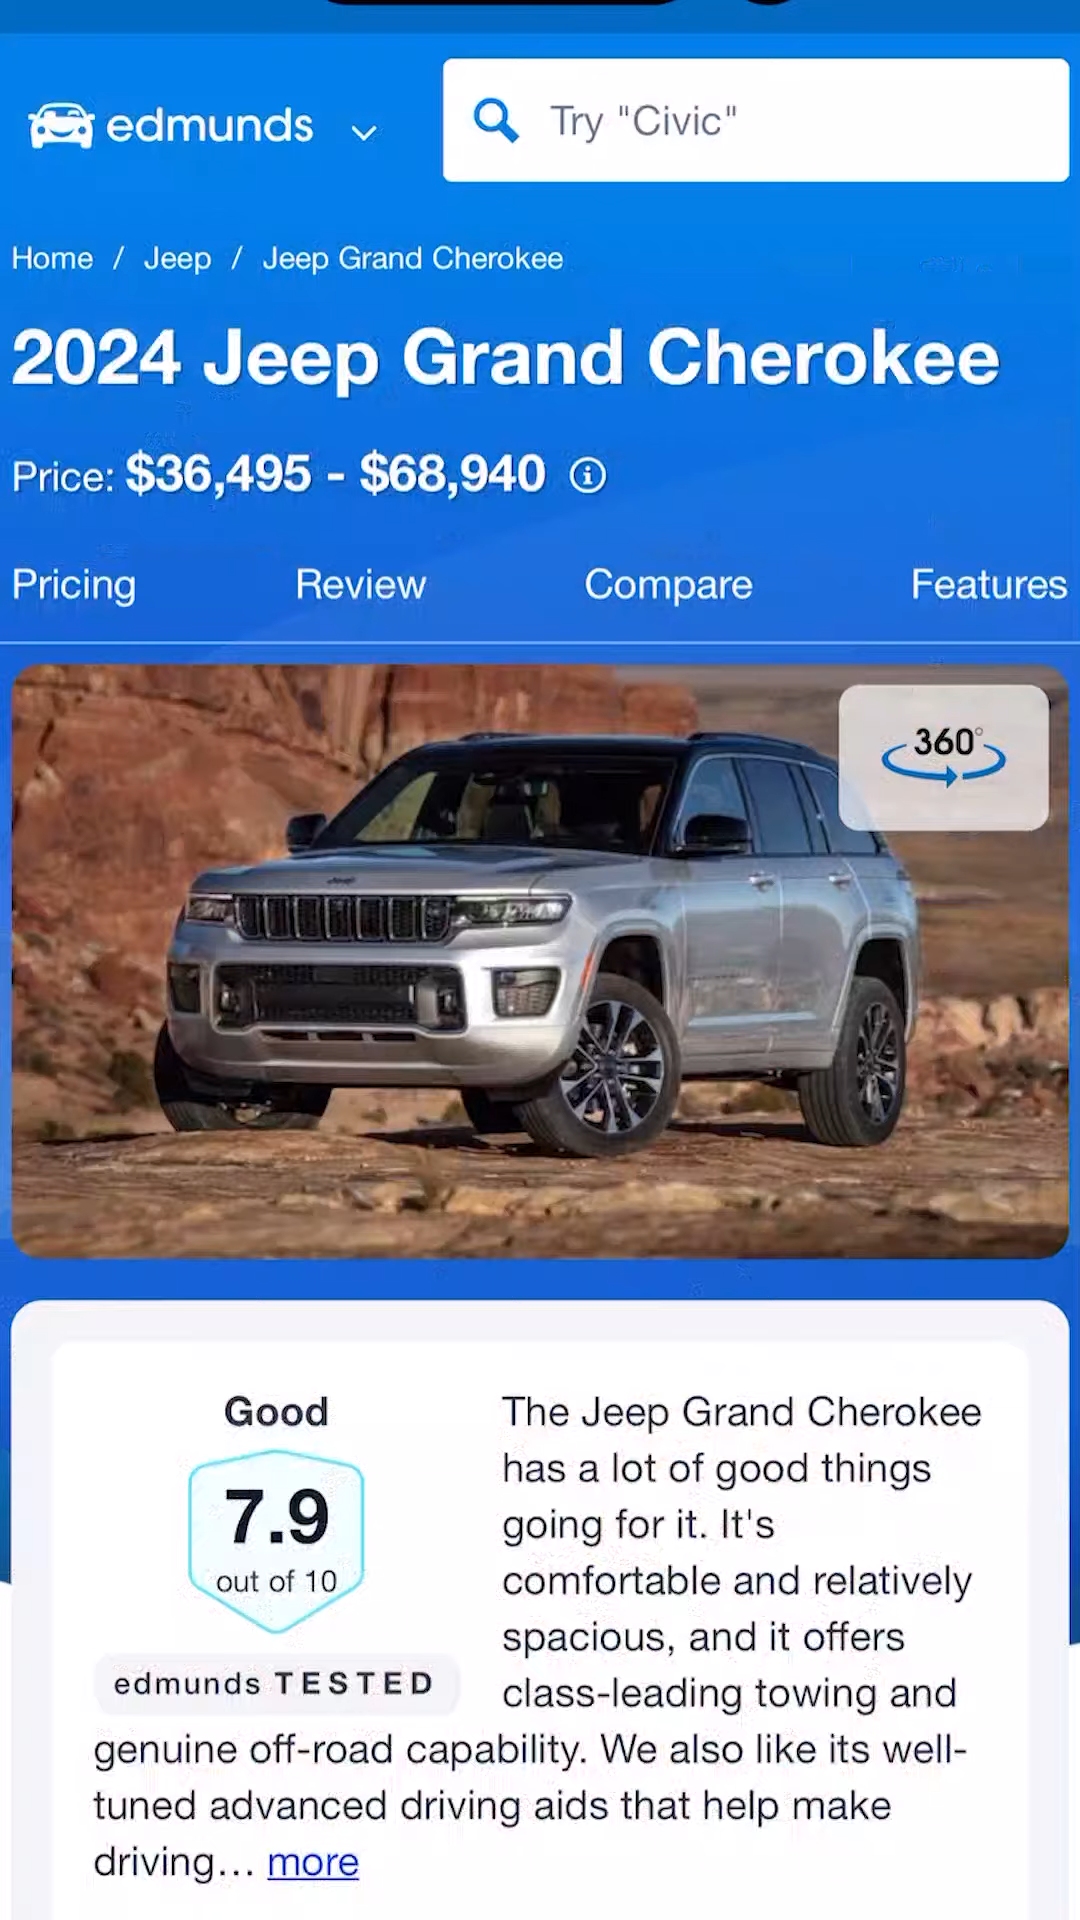 edmunds
Try "Civic"
Home / Jeep / Jeep Grand Cherokee
2024 Jeep Grand Cherokee
Price: $36,495 - $68,940
Pricing Review Compare Features
360°
Good
7.9
out of 10
edmunds TESTED
The Jeep Grand Cherokee
has a lot of good things
going for it. It's
comfortable and relatively
spacious, and it offers
class-leading towing and
genuine off-road capability. We also like its well-
tuned advanced driving aids that help make
driving... more